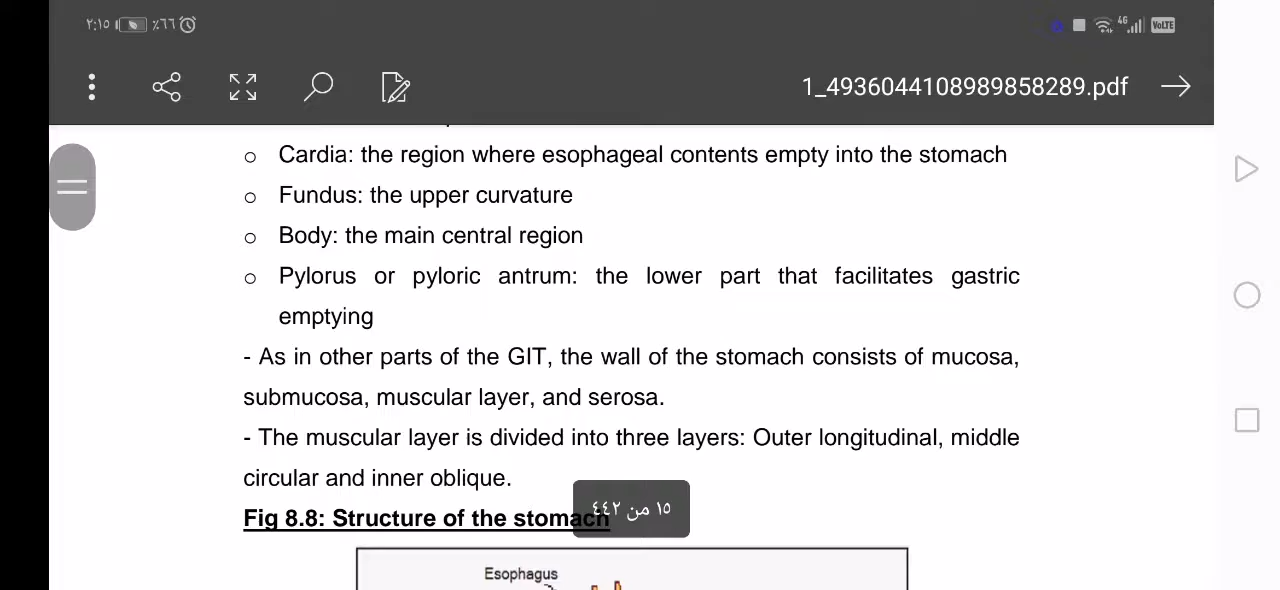 ٢:١٥ ٪٦٦ 4G VoLTE
1_4936044108989858289.pdf
o Cardia: the region where esophageal contents empty into the stomach
o Fundus: the upper curvature
o Body: the main central region
o Pylorus or pyloric antrum: the lower part that facilitates gastric
emptying
- As in other parts of the GIT, the wall of the stomach consists of mucosa,
submucosa, muscular layer, and serosa.
- The muscular layer is divided into three layers: Outer longitudinal, middle
circular and inner oblique.
Fig 8.8: Structure of the stomach
١٥ من ٤٤٢
Esophagus